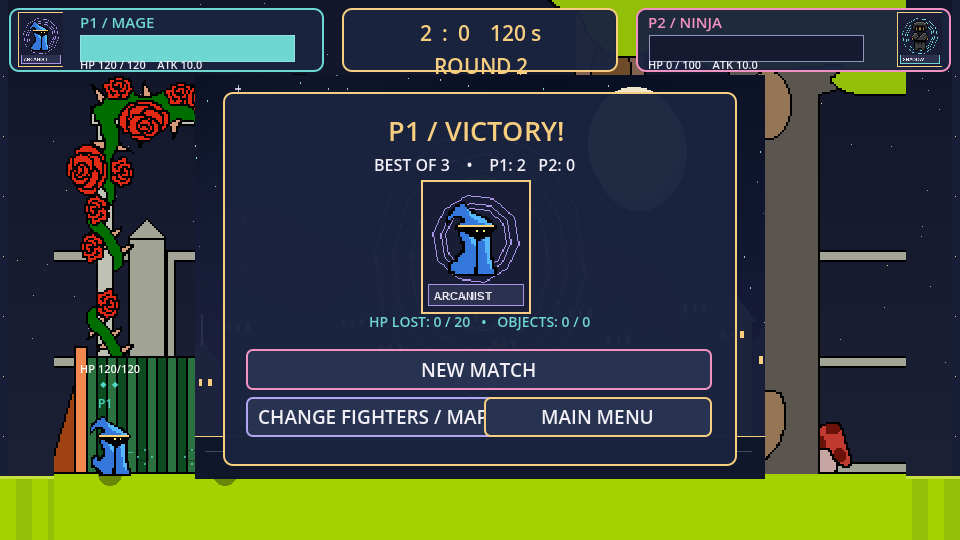 P1 / MAGE
HP 120 / 120 ATK 10.0
ARCANIST
2 : 0 120 s
ROUND 2
P2 / NINJA
HP 0 / 100 ATK 10.0
SHADOW
P1 / VICTORY!
BEST OF 3 • P1: 2 P2: 0
ARCANIST
HP LOST: 0 / 20 • OBJECTS: 0 / 0
NEW MATCH
CHANGE FIGHTERS / MAP
MAIN MENU
HP 120/120
P1